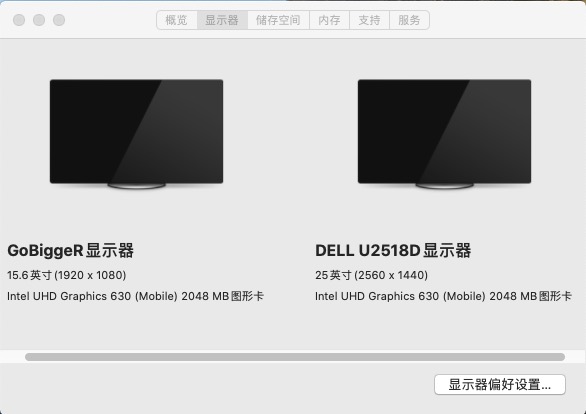 概览 显示器 储存空间 内存 支持 服务
GoBiggeR显示器
15.6英寸(1920 x 1080)
Intel UHD Graphics 630 (Mobile) 2048 MB图形卡
DELL U2518D显示器
25英寸(2560 x 1440)
Intel UHD Graphics 630 (Mobile) 2048 MB图形卡
显示器偏好设置...